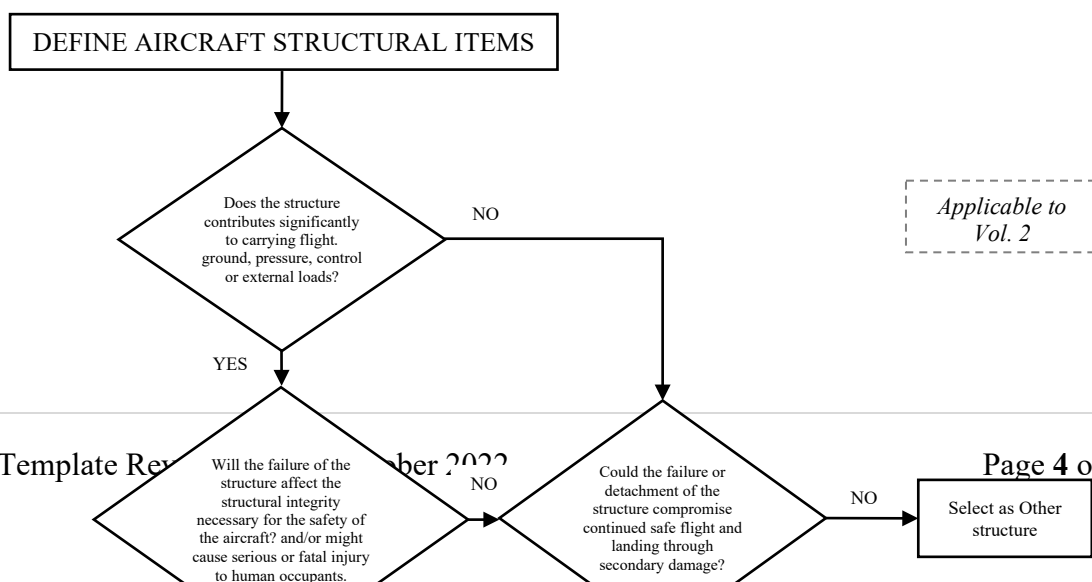 DEFINE AIRCRAFT STRUCTURAL ITEMS
Does the structure
contributes significantly
to carrying flight.
ground, pressure, control
or external loads?
NO
Applicable to
Vol. 2
YES
Template Rev
2022
Page 4 o
Will the failure of the
structure affect the
structural integrity
necessary for the safety of
the aircraft? and/or might
cause serious or fatal injury
to human occupants.
NO
Could the failure or
detachment of the
structure compromise
continued safe flight and
landing through
secondary damage?
NO
Select as Other
structure